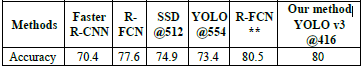 Methods Faster R-CNN R-FCN SSD @512 YOLO @554 R-FCN ** Our method| YOLO v3 @416
Accuracy 70.4 77.6 74.9 73.4 80.5 80